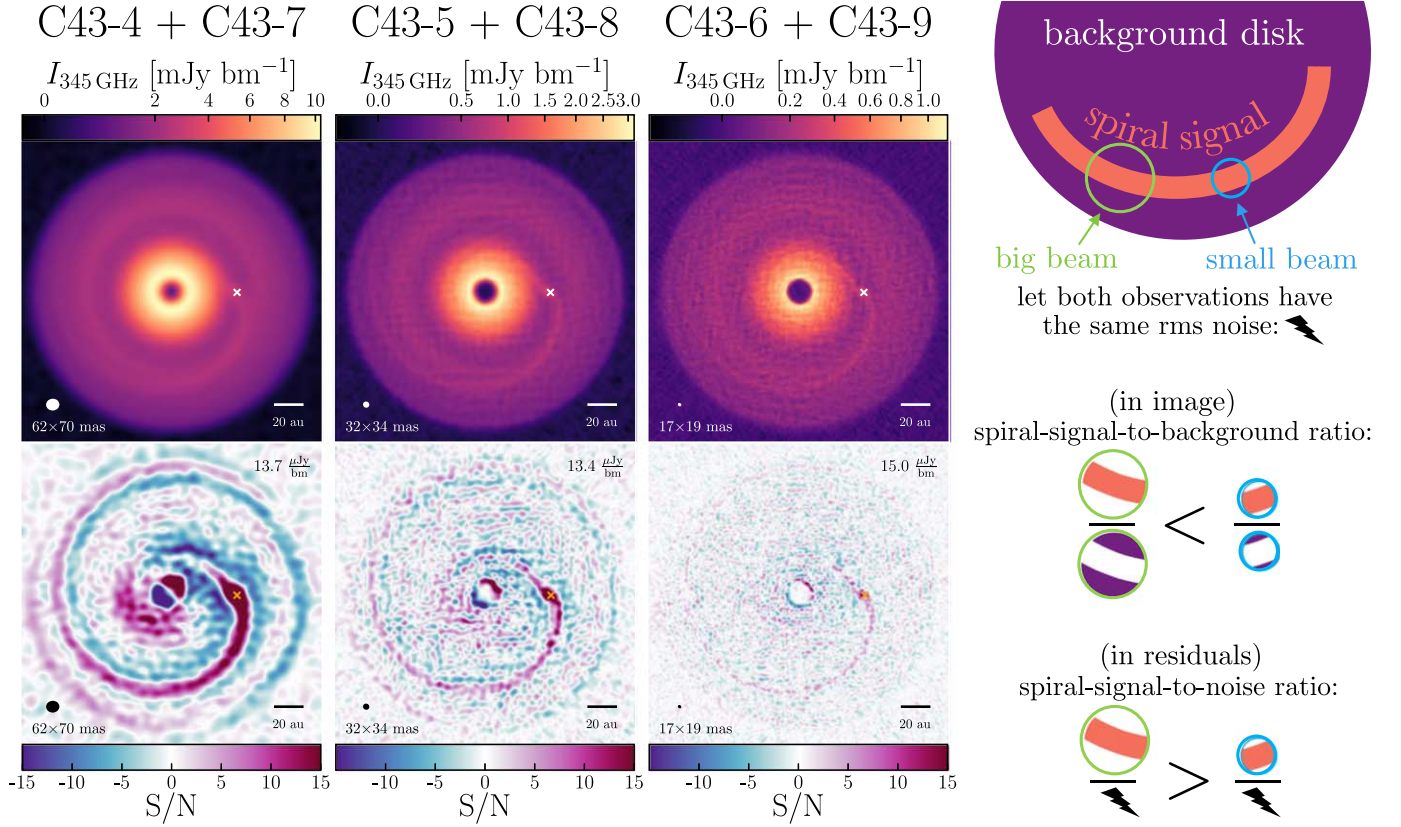 C43-4 + C43-7
I345 GHz [mJy bm−1]
0 2 4 6 8 10
62×70 mas
20 au
13.7 μJy/bm
62×70 mas
20 au
-15 -10 -5 0 5 10 15
S/N
C43-5 + C43-8
I345 GHz [mJy bm−1]
0.0 0.5 1.0 1.5 2.0 2.5 3.0
32×34 mas
20 au
13.4 μJy/bm
32×34 mas
20 au
-10 -5 0 5 10 15
S/N
C43-6 + C43-9
I345 GHz [mJy bm−1]
0.0 0.2 0.4 0.6 0.8 1.0
17×19 mas
20 au
15.0 μJy/bm
17×19 mas
20 au
-10 -5 0 5 10 15
S/N
background disk
spiral signal
big beam
small beam
let both observations have
the same rms noise:
(in image)
spiral-signal-to-background ratio:
<
(in residuals)
spiral-signal-to-noise ratio:
>